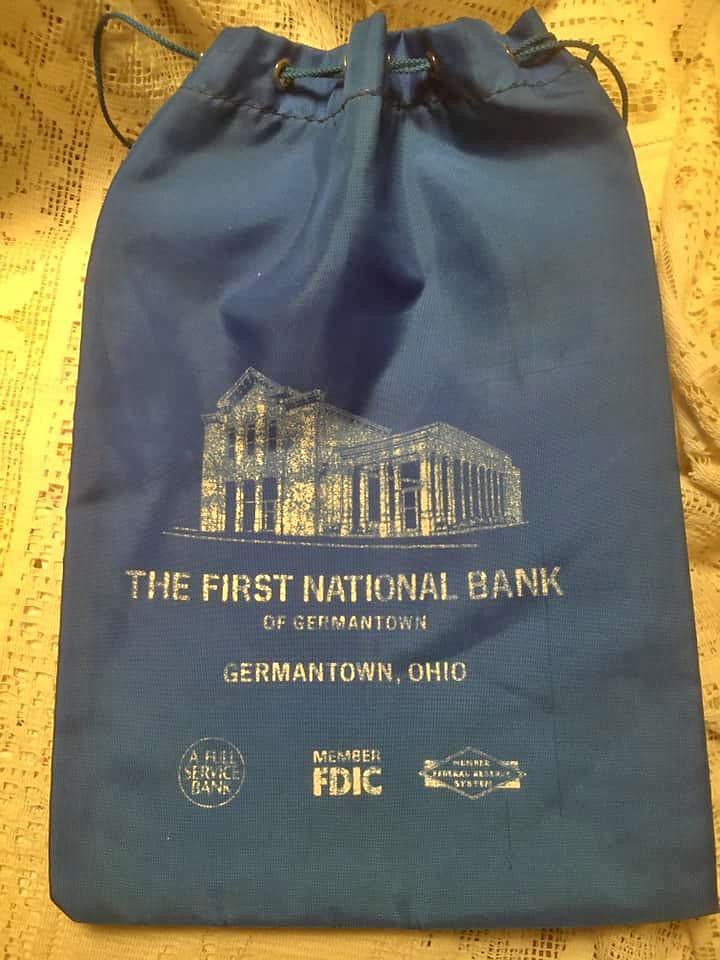 THE FIRST NATIONAL BANK
OF GERMANTOWN
GERMANTOWN, OHIO
A FULL
SERVICE
BANK
MEMBER
FDIC
MEMBER
FEDERAL RESERVE
SYSTEM